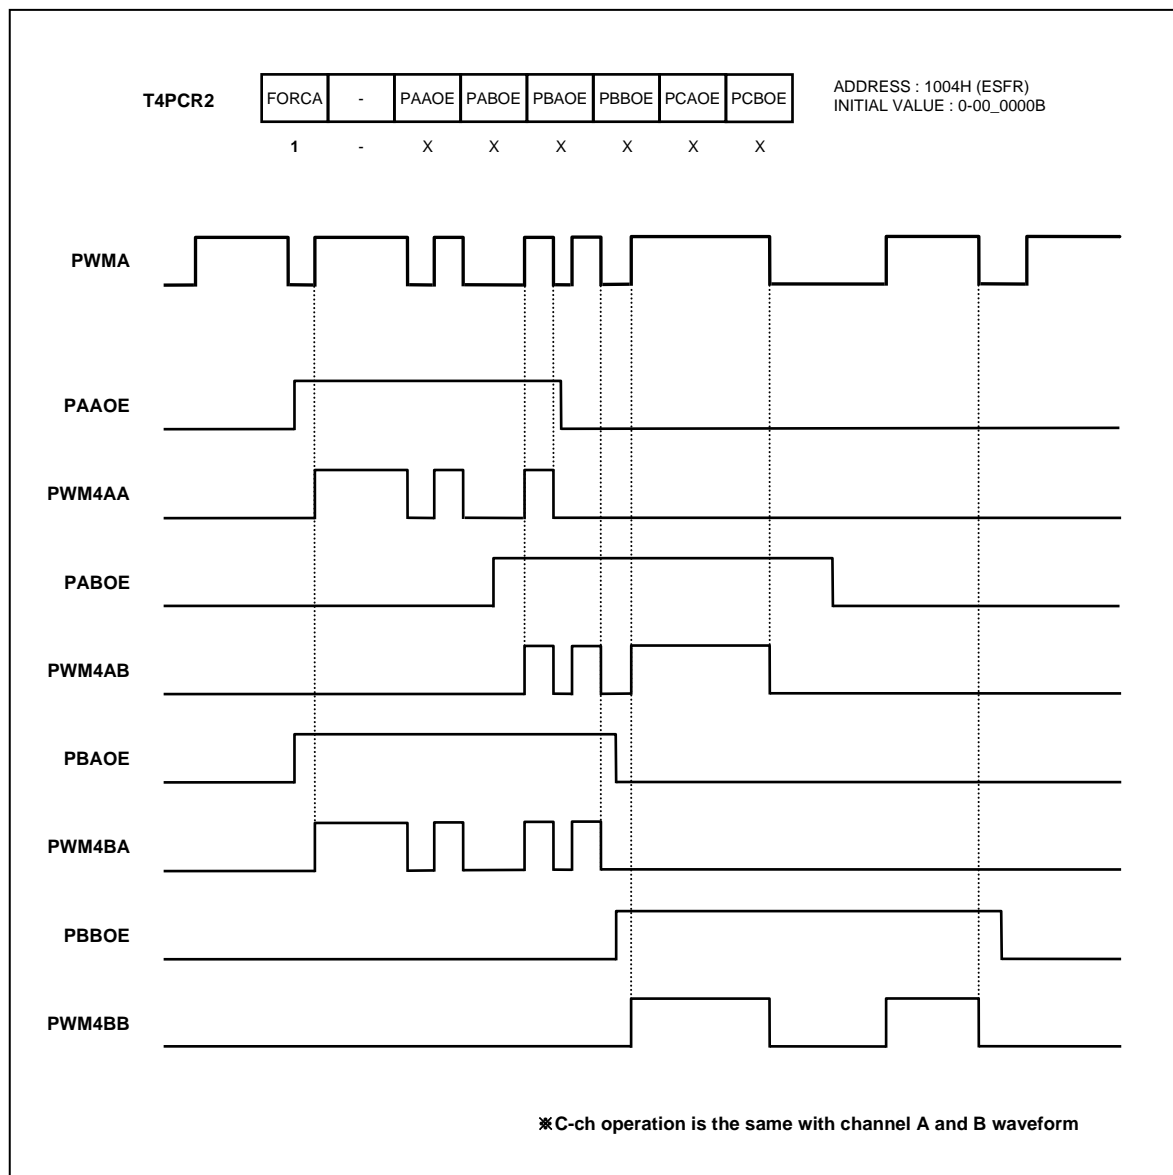 T4PCR2 FORCA - PAAOE PABOE PBAOE PBBOE PCAOE PCBOE
ADDRESS : 1004H (ESFR)
INITIAL VALUE : 0-00_0000B
1 - X X X X X X
PWMA
PAAOE
PWM4AA
PABOE
PWM4AB
PBAOE
PWM4BA
PBBOE
PWM4BB
※C-ch operation is the same with channel A and B waveform